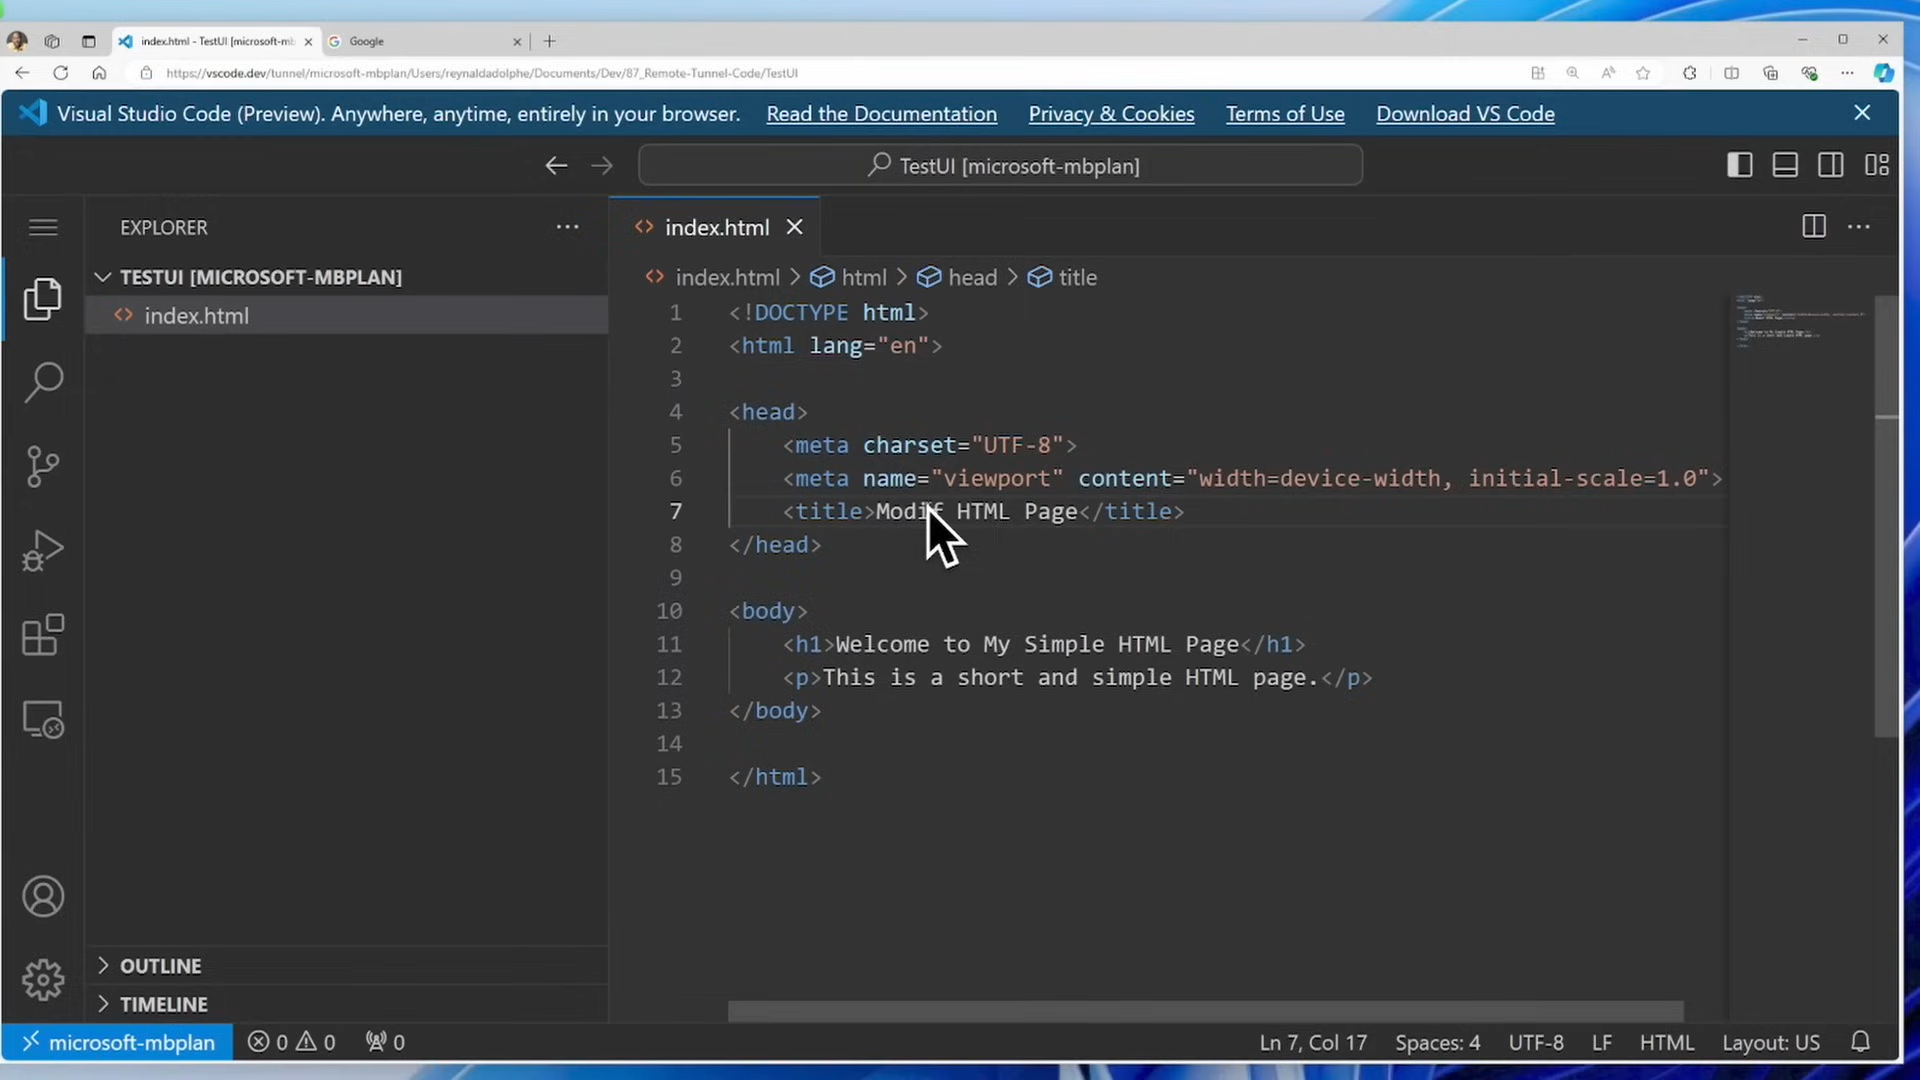 index.html - TestUI [microsoft-mb
Google
https://vscode.dev/tunnel/microsoft-mbplan/Users/reynaldadolphe/Documents/Dev/87_Remote-Tunnel-Code/TestUI
Visual Studio Code (Preview). Anywhere, anytime, entirely in your browser. Read the Documentation Privacy & Cookies Terms of Use Download VS Code
TestUI [microsoft-mbplan]
EXPLORER
TESTUI [MICROSOFT-MBPLAN]
index.html
OUTLINE
TIMELINE
index.html
index.html > html > head > title
1 <!DOCTYPE html>
2 <html lang="en">
3
4 <head>
5 <meta charset="UTF-8">
6 <meta name="viewport" content="width=device-width, initial-scale=1.0">
7 <title>Modif HTML Page</title>
8 </head>
9
10 <body>
11 <h1>Welcome to My Simple HTML Page</h1>
12 <p>This is a short and simple HTML page.</p>
13 </body>
14
15 </html>
microsoft-mbplan 0 0 0 Ln 7, Col 17 Spaces: 4 UTF-8 LF HTML Layout: US